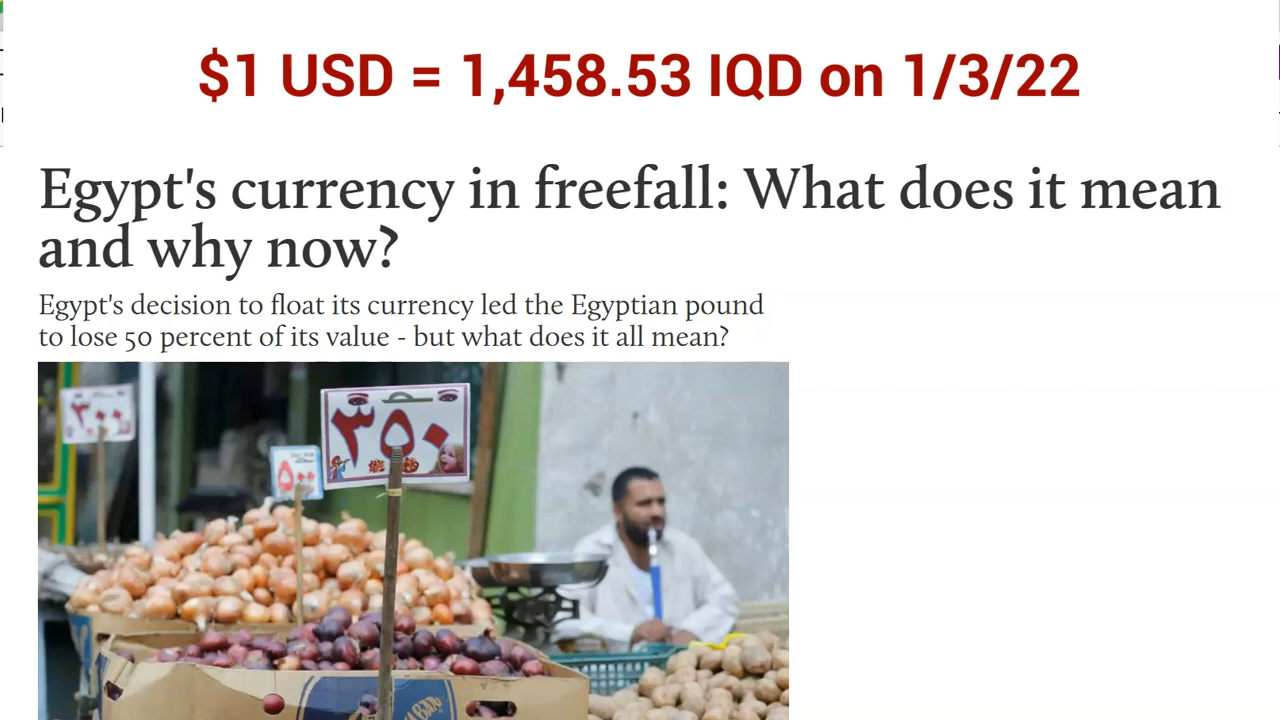 $1 USD = 1,458.53 IQD on 1/3/22
Egypt's currency in freefall: What does it mean
and why now?
Egypt's decision to float its currency led the Egyptian pound
to lose 50 percent of its value - but what does it all mean?
٣٠٠
٣٥٠
٥٠٠